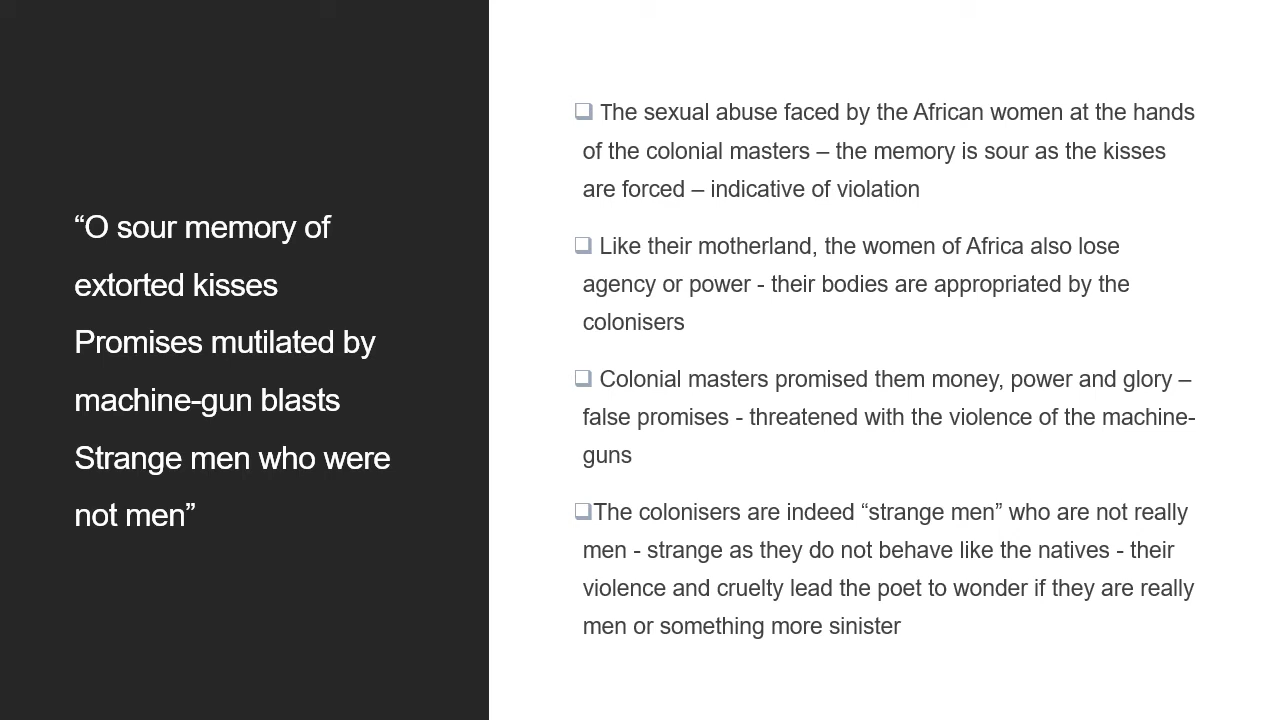 “O sour memory of
extorted kisses
Promises mutilated by
machine-gun blasts
Strange men who were
not men”
❑ The sexual abuse faced by the African women at the hands
of the colonial masters – the memory is sour as the kisses
are forced – indicative of violation
❑ Like their motherland, the women of Africa also lose
agency or power - their bodies are appropriated by the
colonisers
❑ Colonial masters promised them money, power and glory –
false promises - threatened with the violence of the machine-
guns
❑The colonisers are indeed “strange men” who are not really
men - strange as they do not behave like the natives - their
violence and cruelty lead the poet to wonder if they are really
men or something more sinister